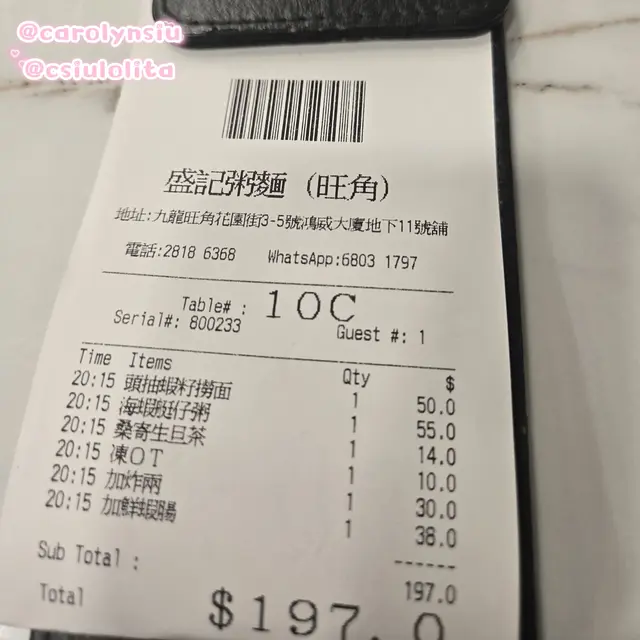 @carolynsiu
@csiulolita
盛記粥麵 (旺角)
地址:九龍旺角花園街3-5號鴻威大廈地下11號舖
電話:2818 6368 WhatsApp:6803 1797
Table# : 10C
Serial#: 800233 Guest #: 1
Time Items Qty $
20:15 頭抽蝦籽撈面 1 50.0
20:15 海蝦艇仔粥 1 55.0
20:15 桑寄生旦茶 1 14.0
20:15 凍OT 1 10.0
20:15 加炸兩 1 30.0
20:15 加鮮蝦腸 1 38.0
------
Sub Total : 197.0
Total $197.0